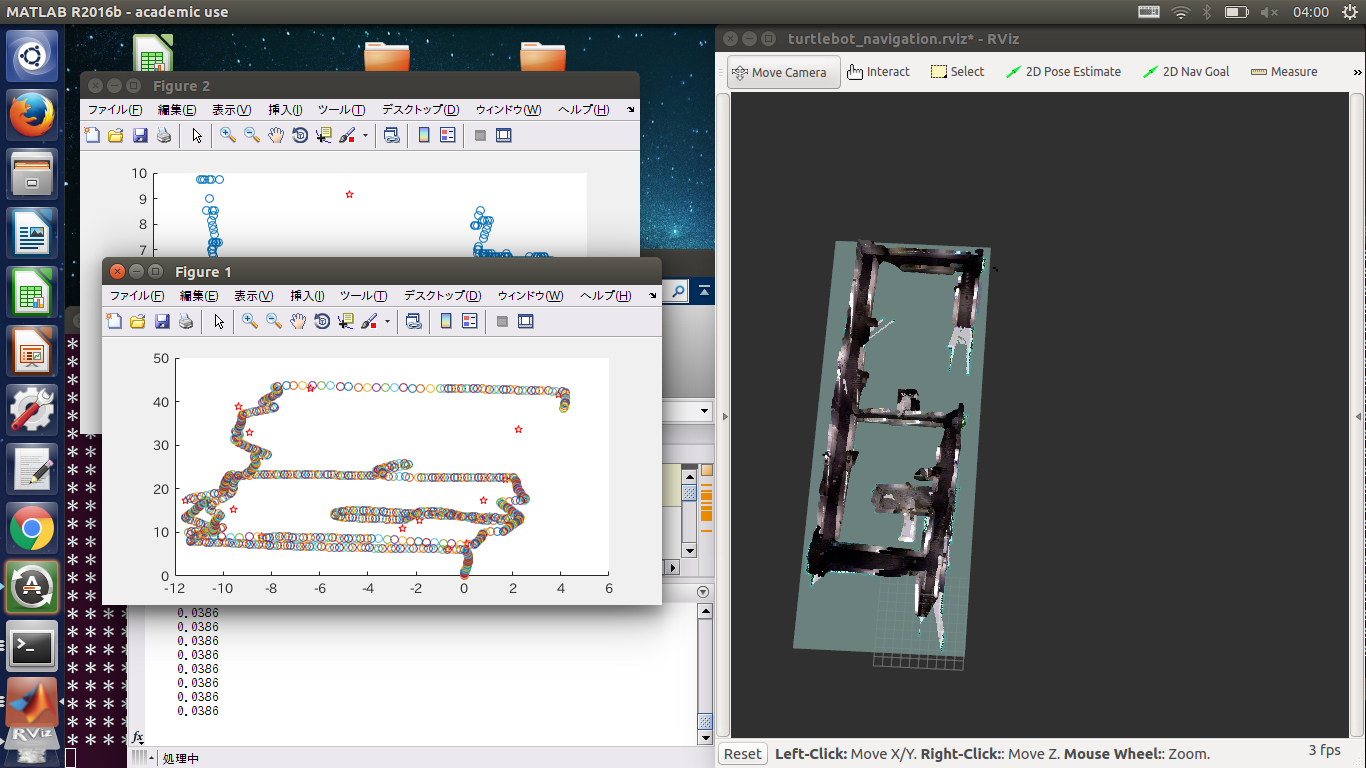 MATLAB R2016b - academic use
04:00
Figure 2
ファイル(F) 編集(E) 表示(V) 挿入(I) ツール(T) デスクトップ(D) ウィンドウ(W) ヘルプ(H)
10
9
8
7
Figure 1
ファイル(F) 編集(E) 表示(V) 挿入(I) ツール(T) デスクトップ(D) ウィンドウ(W) ヘルプ(H)
50
40
30
20
10
0
-12 -10 -8 -6 -4 -2 0 2 4 6
0.0386
0.0386
0.0386
0.0386
0.0386
0.0386
0.0386
0.0386
fx
処理中
turtlebot_navigation.rviz* - RViz
Move Camera Interact Select 2D Pose Estimate 2D Nav Goal Measure »
Reset Left-Click: Move X/Y. Right-Click:: Move Z. Mouse Wheel:: Zoom. 3 fps
RViz